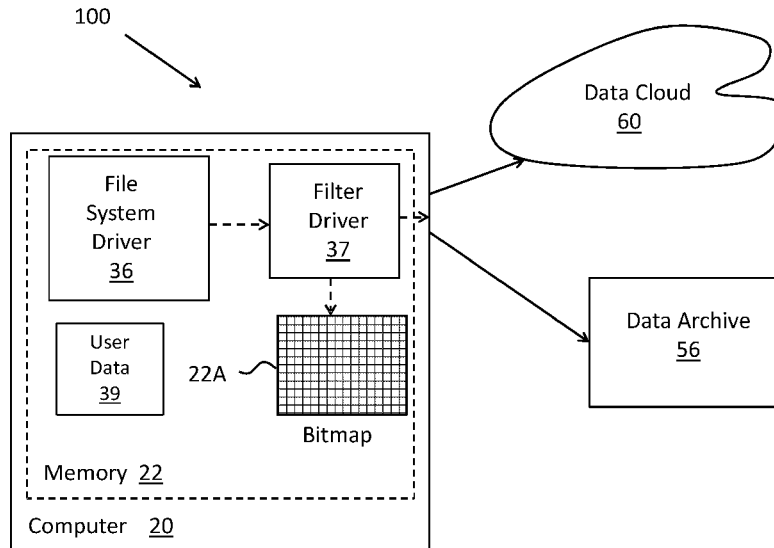 100
Data Cloud
60
File
System
Driver
36
Filter
Driver
37
User
Data
39
22A
Bitmap
Data Archive
56
Memory 22
Computer 20